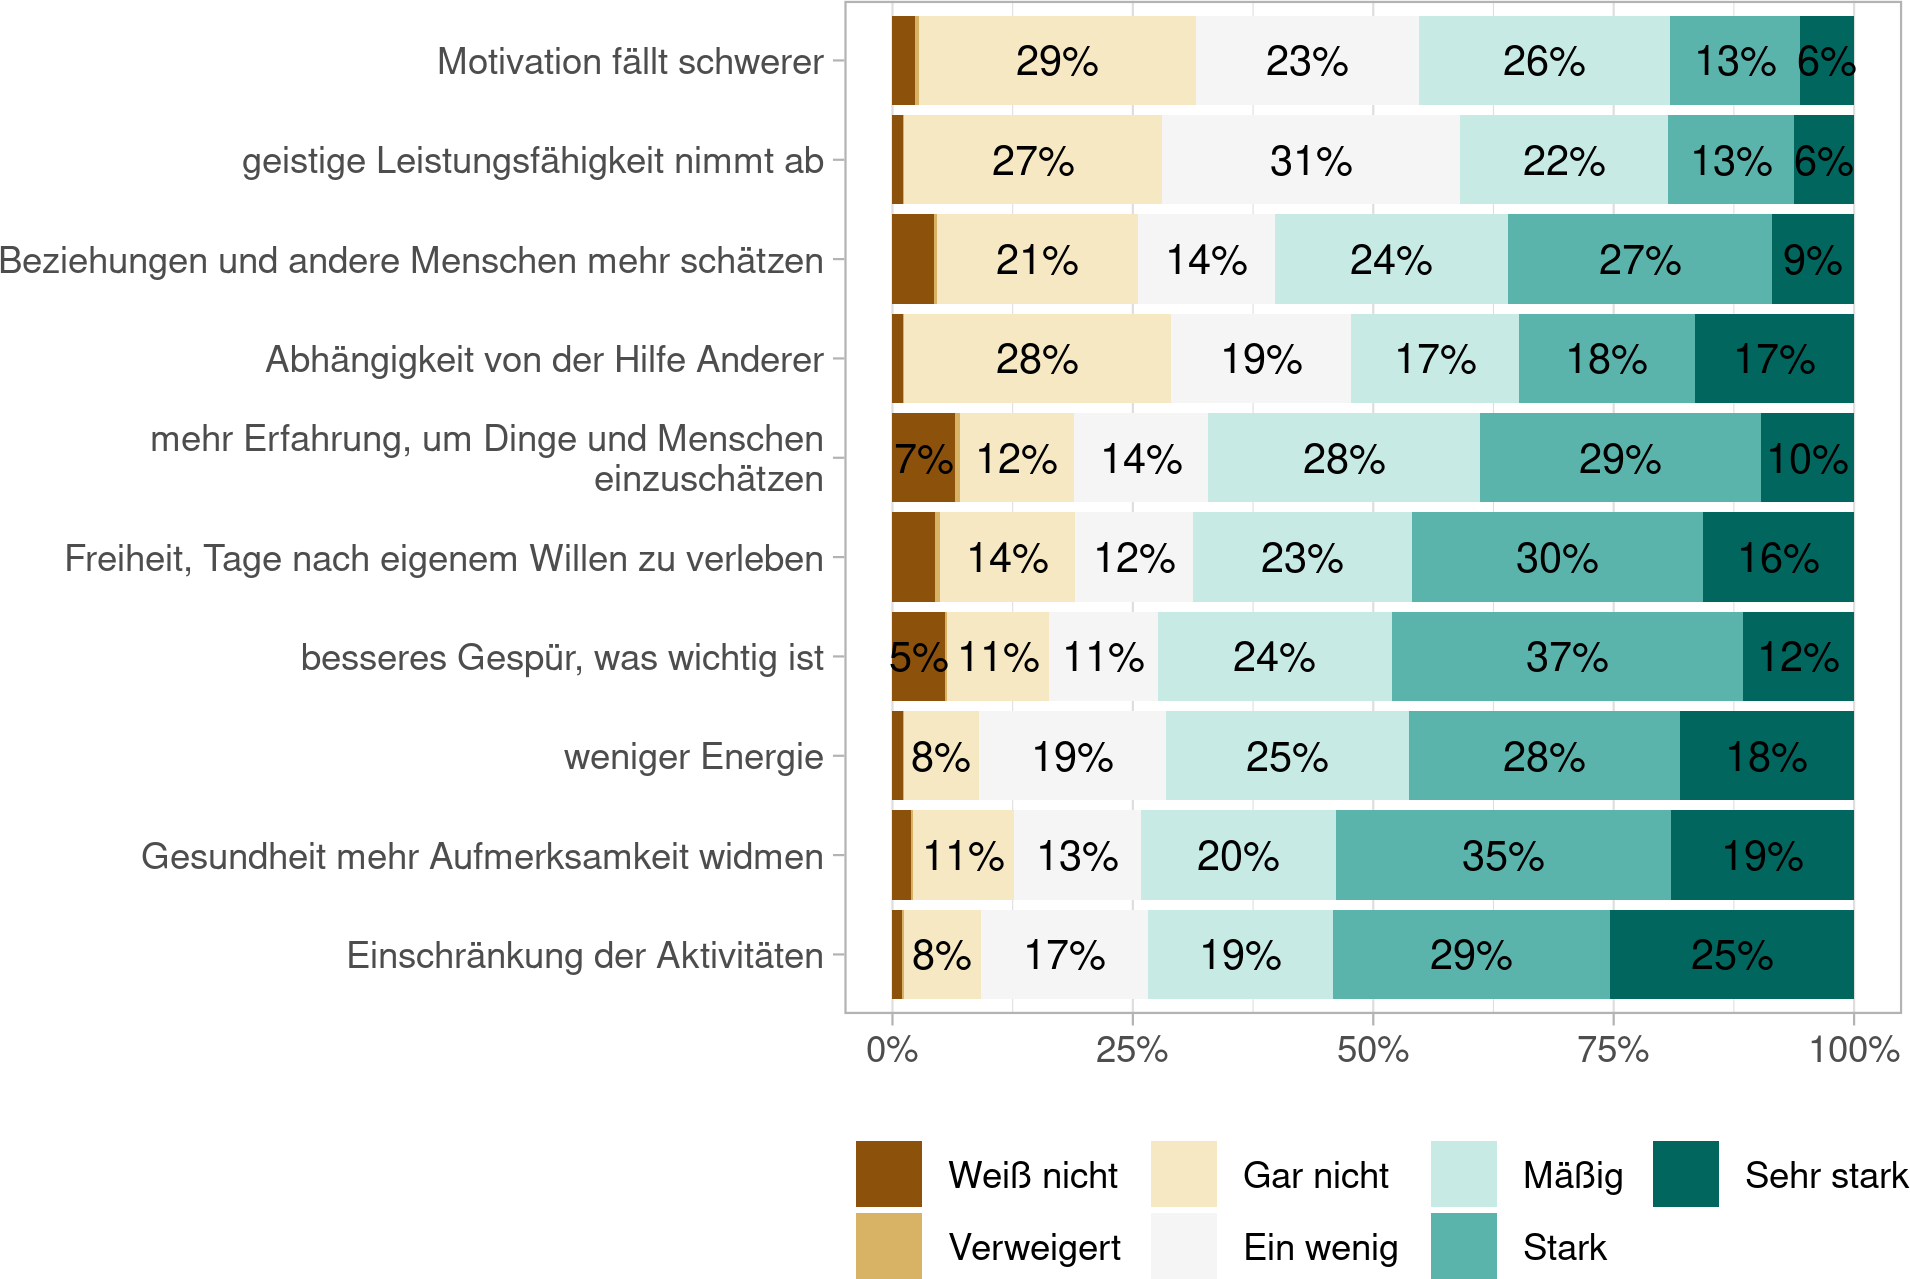 Motivation fällt schwerer 29% 23% 26% 13% 6%
geistige Leistungsfähigkeit nimmt ab 27% 31% 22% 13% 6%
Beziehungen und andere Menschen mehr schätzen 21% 14% 24% 27% 9%
Abhängigkeit von der Hilfe Anderer 28% 19% 17% 18% 17%
mehr Erfahrung, um Dinge und Menschen
einzuschätzen 7% 12% 14% 28% 29% 10%
Freiheit, Tage nach eigenem Willen zu verleben 14% 12% 23% 30% 16%
besseres Gespür, was wichtig ist 5% 11% 11% 24% 37% 12%
weniger Energie 8% 19% 25% 28% 18%
Gesundheit mehr Aufmerksamkeit widmen 11% 13% 20% 35% 19%
Einschränkung der Aktivitäten 8% 17% 19% 29% 25%
0% 25% 50% 75% 100%
Weiß nicht Gar nicht Mäßig Sehr stark
Verweigert Ein wenig Stark